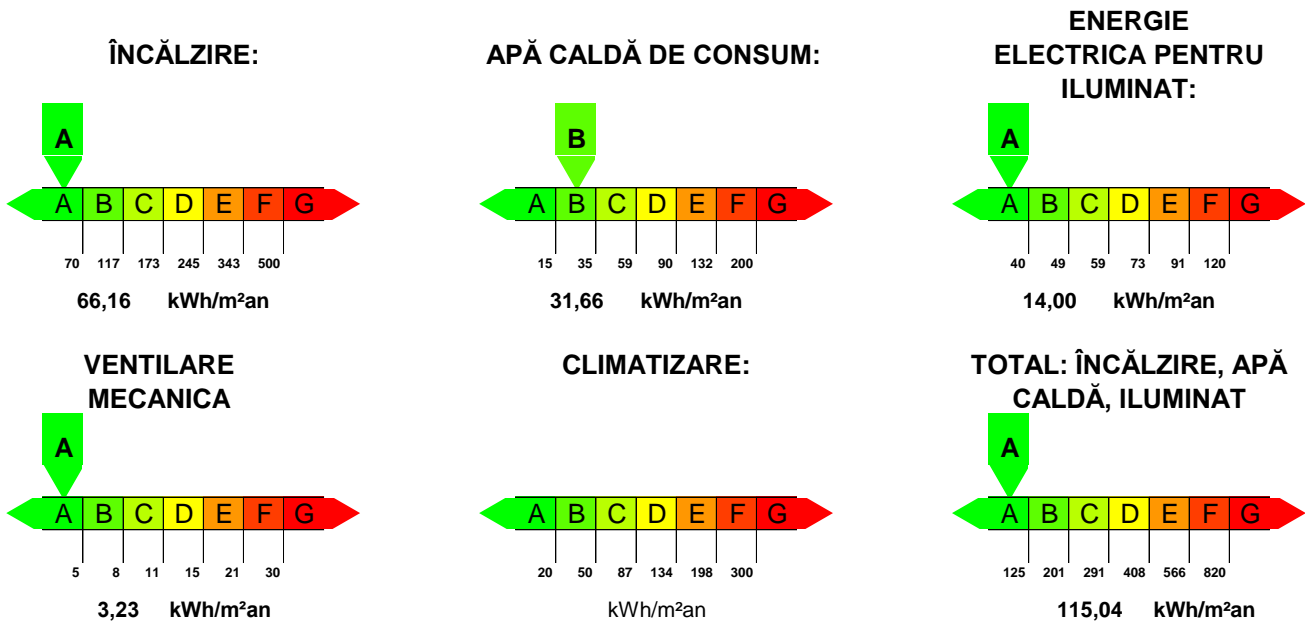 ÎNCĂLZIRE:
A
A B C D E F G
70 117 173 245 343 500
66,16 kWh/m²an
APĂ CALDĂ DE CONSUM:
B
A B C D E F G
15 35 59 90 132 200
31,66 kWh/m²an
ENERGIE
ELECTRICA PENTRU
ILUMINAT:
A
A B C D E F G
40 49 59 73 91 120
14,00 kWh/m²an
VENTILARE
MECANICA
A
A B C D E F G
5 8 11 15 21 30
3,23 kWh/m²an
CLIMATIZARE:
A B C D E F G
20 50 87 134 198 300
kWh/m²an
TOTAL: ÎNCĂLZIRE, APĂ
CALDĂ, ILUMINAT
A
A B C D E F G
125 201 291 408 566 820
115,04 kWh/m²an